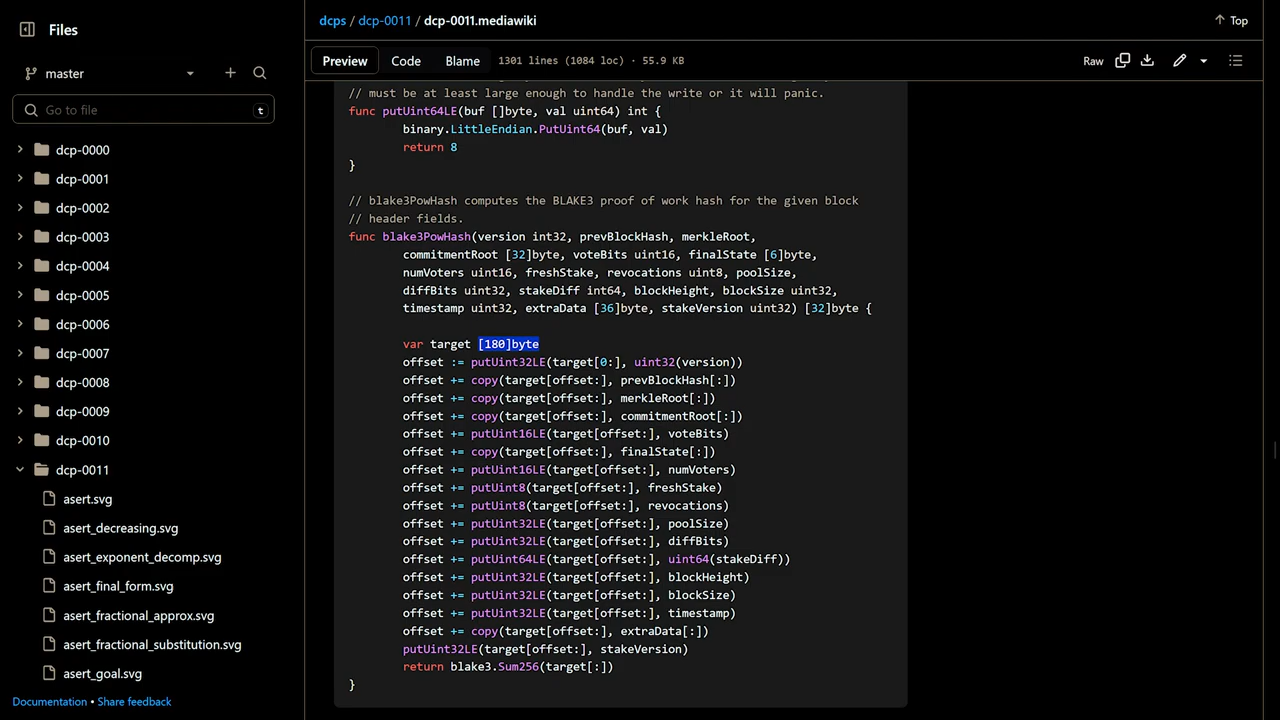 Files
master
Go to file
t
dcp-0000
dcp-0001
dcp-0002
dcp-0003
dcp-0004
dcp-0005
dcp-0006
dcp-0007
dcp-0008
dcp-0009
dcp-0010
dcp-0011
asert.svg
asert_decreasing.svg
asert_exponent_decomp.svg
asert_final_form.svg
asert_fractional_approx.svg
asert_fractional_substitution.svg
asert_goal.svg
Documentation • Share feedback
dcps / dcp-0011 / dcp-0011.mediawiki
Top
Preview Code Blame 1301 lines (1084 loc) · 55.9 KB
Raw
// must be at least large enough to handle the write or it will panic.
func putUint64LE(buf []byte, val uint64) int {
binary.LittleEndian.PutUint64(buf, val)
return 8
}
// blake3PowHash computes the BLAKE3 proof of work hash for the given block
// header fields.
func blake3PowHash(version int32, prevBlockHash, merkleRoot,
commitmentRoot [32]byte, voteBits uint16, finalState [6]byte,
numVoters uint16, freshStake, revocations uint8, poolSize,
diffBits uint32, stakeDiff int64, blockHeight, blockSize uint32,
timestamp uint32, extraData [36]byte, stakeVersion uint32) [32]byte {
var target [180]byte
offset := putUint32LE(target[0:], uint32(version))
offset += copy(target[offset:], prevBlockHash[:])
offset += copy(target[offset:], merkleRoot[:])
offset += copy(target[offset:], commitmentRoot[:])
offset += putUint16LE(target[offset:], voteBits)
offset += copy(target[offset:], finalState[:])
offset += putUint16LE(target[offset:], numVoters)
offset += putUint8(target[offset:], freshStake)
offset += putUint8(target[offset:], revocations)
offset += putUint32LE(target[offset:], poolSize)
offset += putUint32LE(target[offset:], diffBits)
offset += putUint64LE(target[offset:], uint64(stakeDiff))
offset += putUint32LE(target[offset:], blockHeight)
offset += putUint32LE(target[offset:], blockSize)
offset += putUint32LE(target[offset:], timestamp)
offset += copy(target[offset:], extraData[:])
putUint32LE(target[offset:], stakeVersion)
return blake3.Sum256(target[:])
}